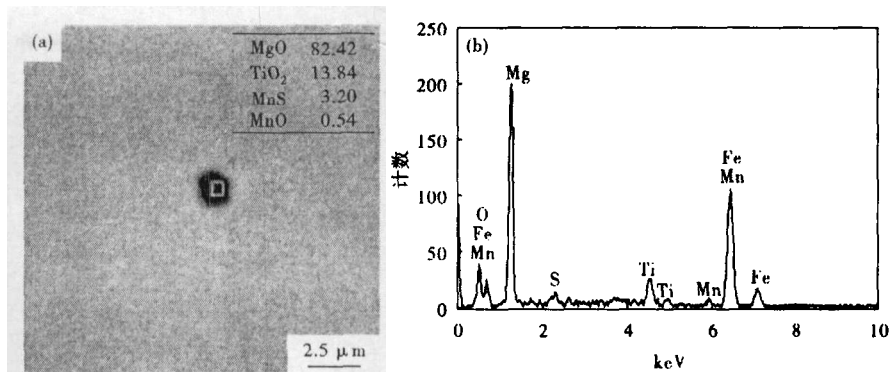 (a)
MgO 82.42
TiO₂ 13.84
MnS 3.20
MnO 0.54
2.5 μm
(b)
250
200
150
100
50
0
计数
Mg
Fe
Mn
O
Fe
Mn
S
Ti
Ti
Mn
Fe
0 2 4 6 8 10
keV